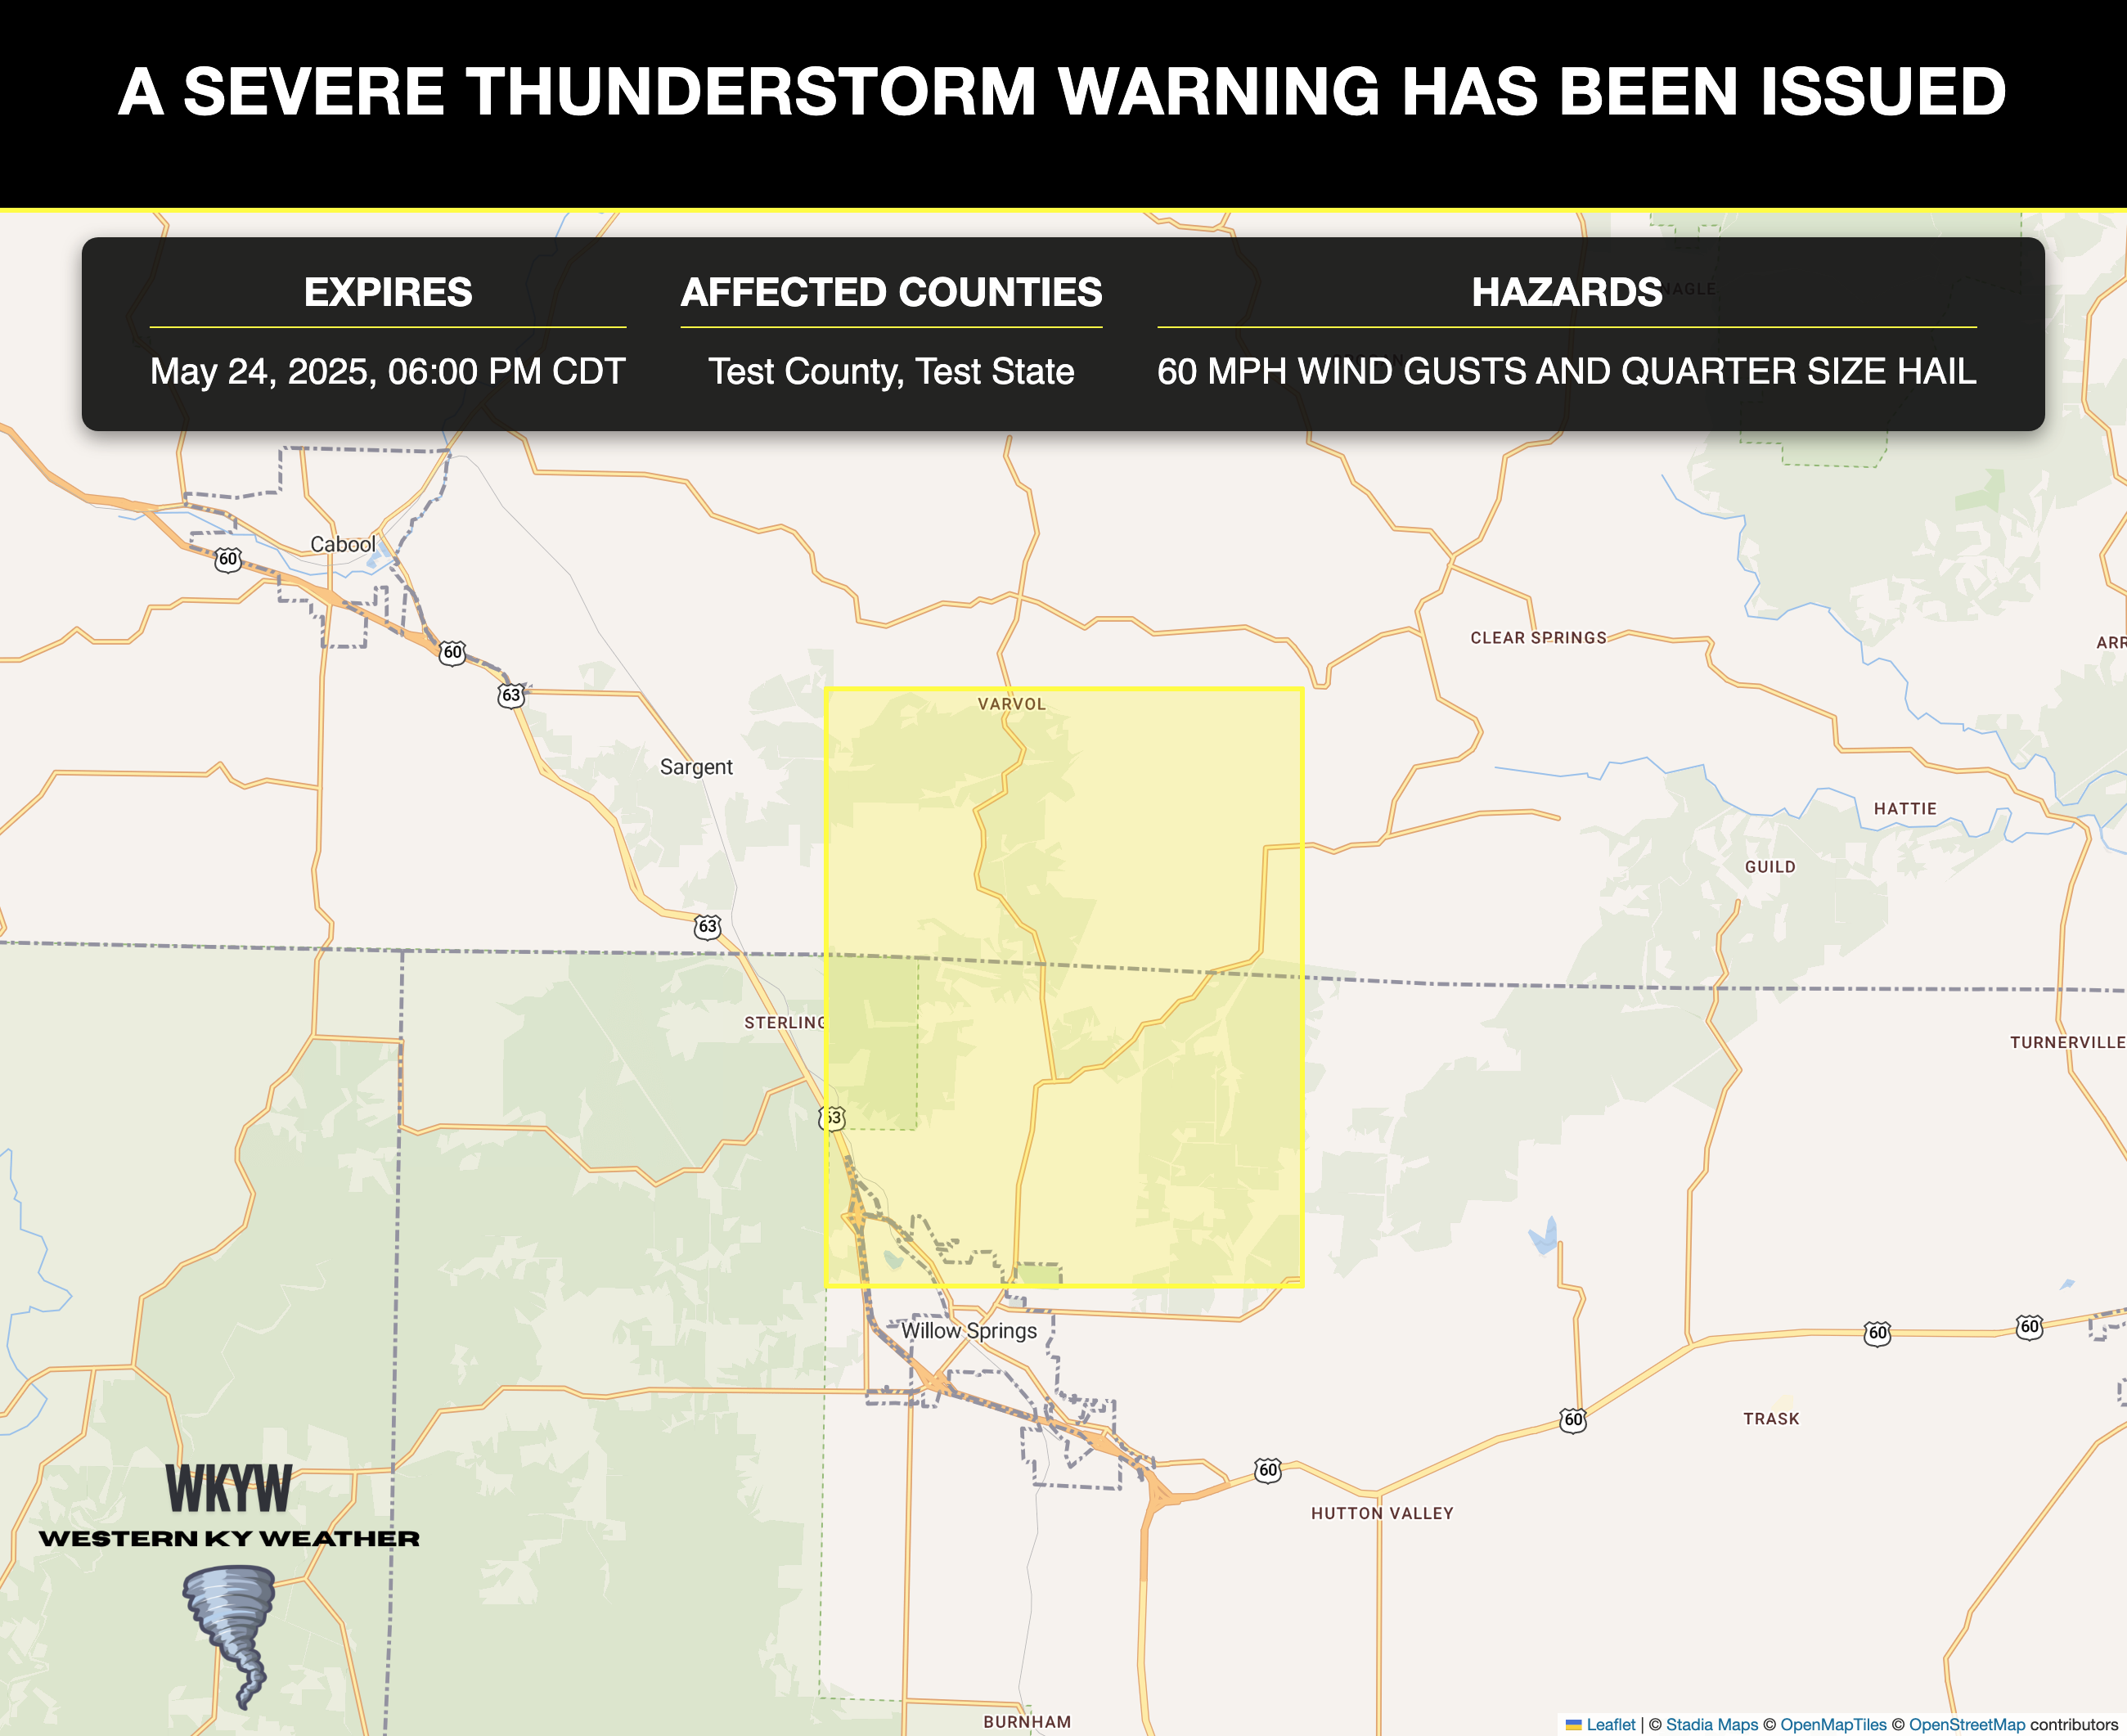 A SEVERE THUNDERSTORM WARNING HAS BEEN ISSUED
EXPIRES
May 24, 2025, 06:00 PM CDT
AFFECTED COUNTIES
Test County, Test State
HAZARDS
60 MPH WIND GUSTS AND QUARTER SIZE HAIL
Cabool
60
60
63
CLEAR SPRINGS
VARVOL
Sargent
HATTIE
GUILD
63
STERLING
TURNERVILLE
63
Willow Springs
60
60
60
TRASK
60
HUTTON VALLEY
BURNHAM
WKYW
WESTERN KY WEATHER
Leaflet | © Stadia Maps © OpenMapTiles © OpenStreetMap contributors